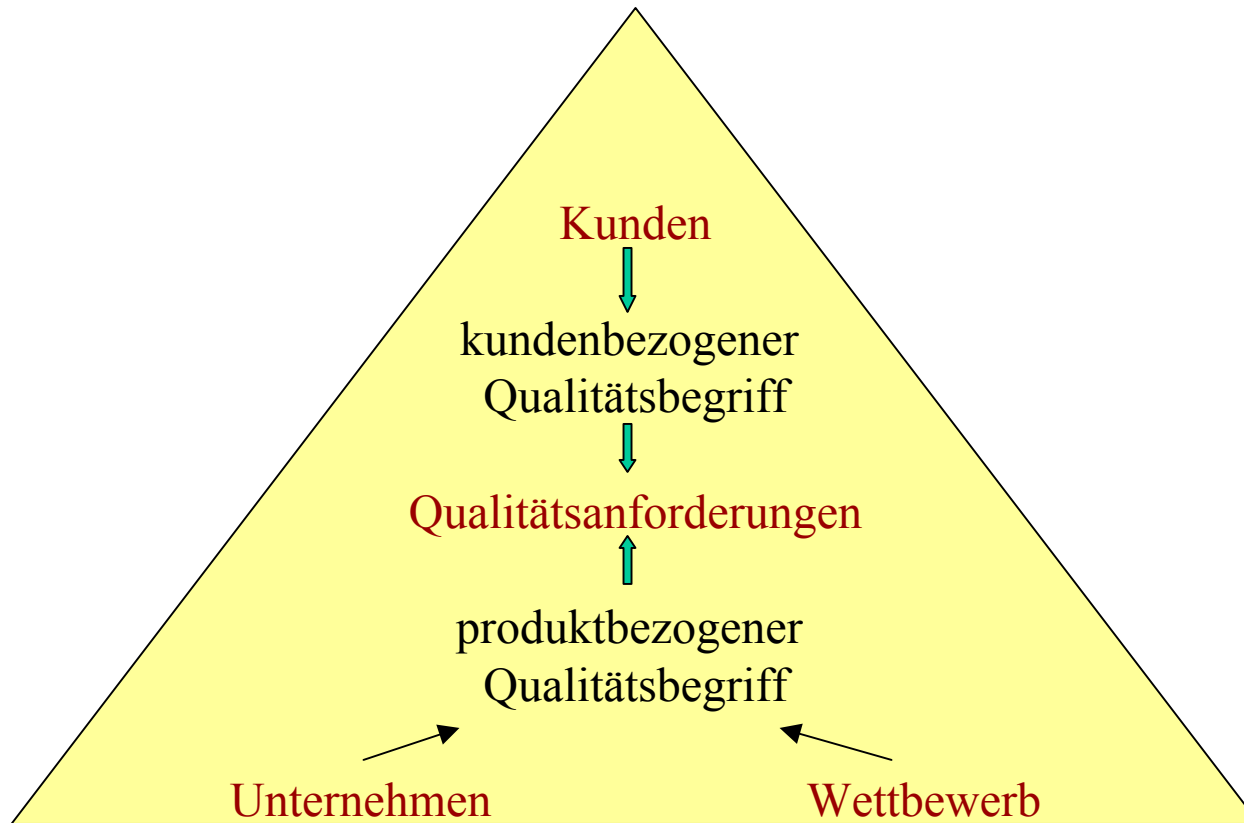 Kunden
kundenbezogener
Qualitätsbegriff
Qualitätsanforderungen
produktbezogener
Qualitätsbegriff
Unternehmen
Wettbewerb